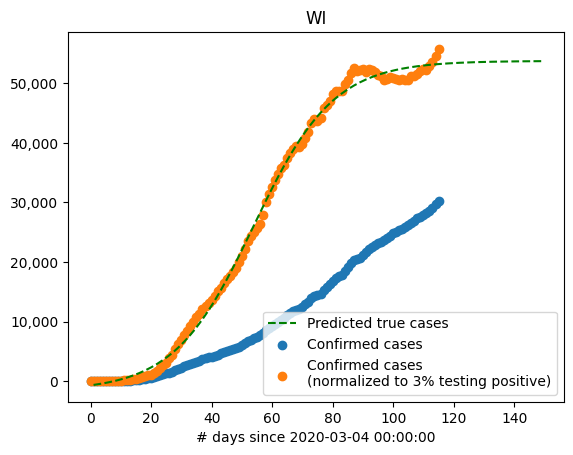 WI
50,000
40,000
30,000
20,000
10,000
0
Predicted true cases
Confirmed cases
Confirmed cases
(normalized to 3% testing positive)
0 20 40 60 80 100 120 140
# days since 2020-03-04 00:00:00